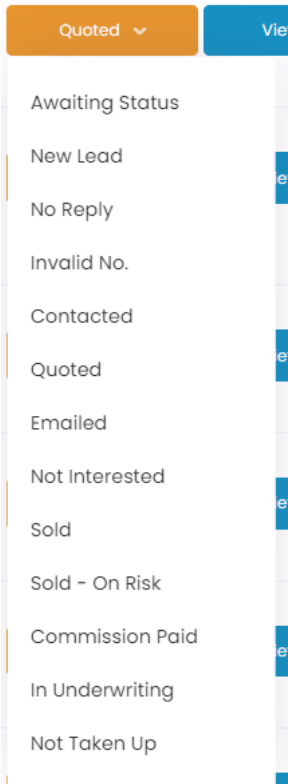 Quoted
Awaiting Status
New Lead
No Reply
Invalid No.
Contacted
Quoted
Emailed
Not Interested
Sold
Sold - On Risk
Commission Paid
In Underwriting
Not Taken Up